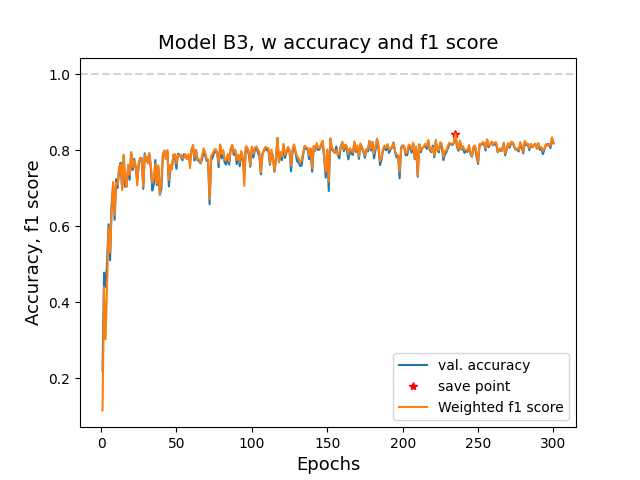 Model B3, w accuracy and f1 score
1.0
0.8
0.6
0.4
0.2
Accuracy, f1 score
0
50
100
150
200
250
300
Epochs
val. accuracy
save point
Weighted f1 score